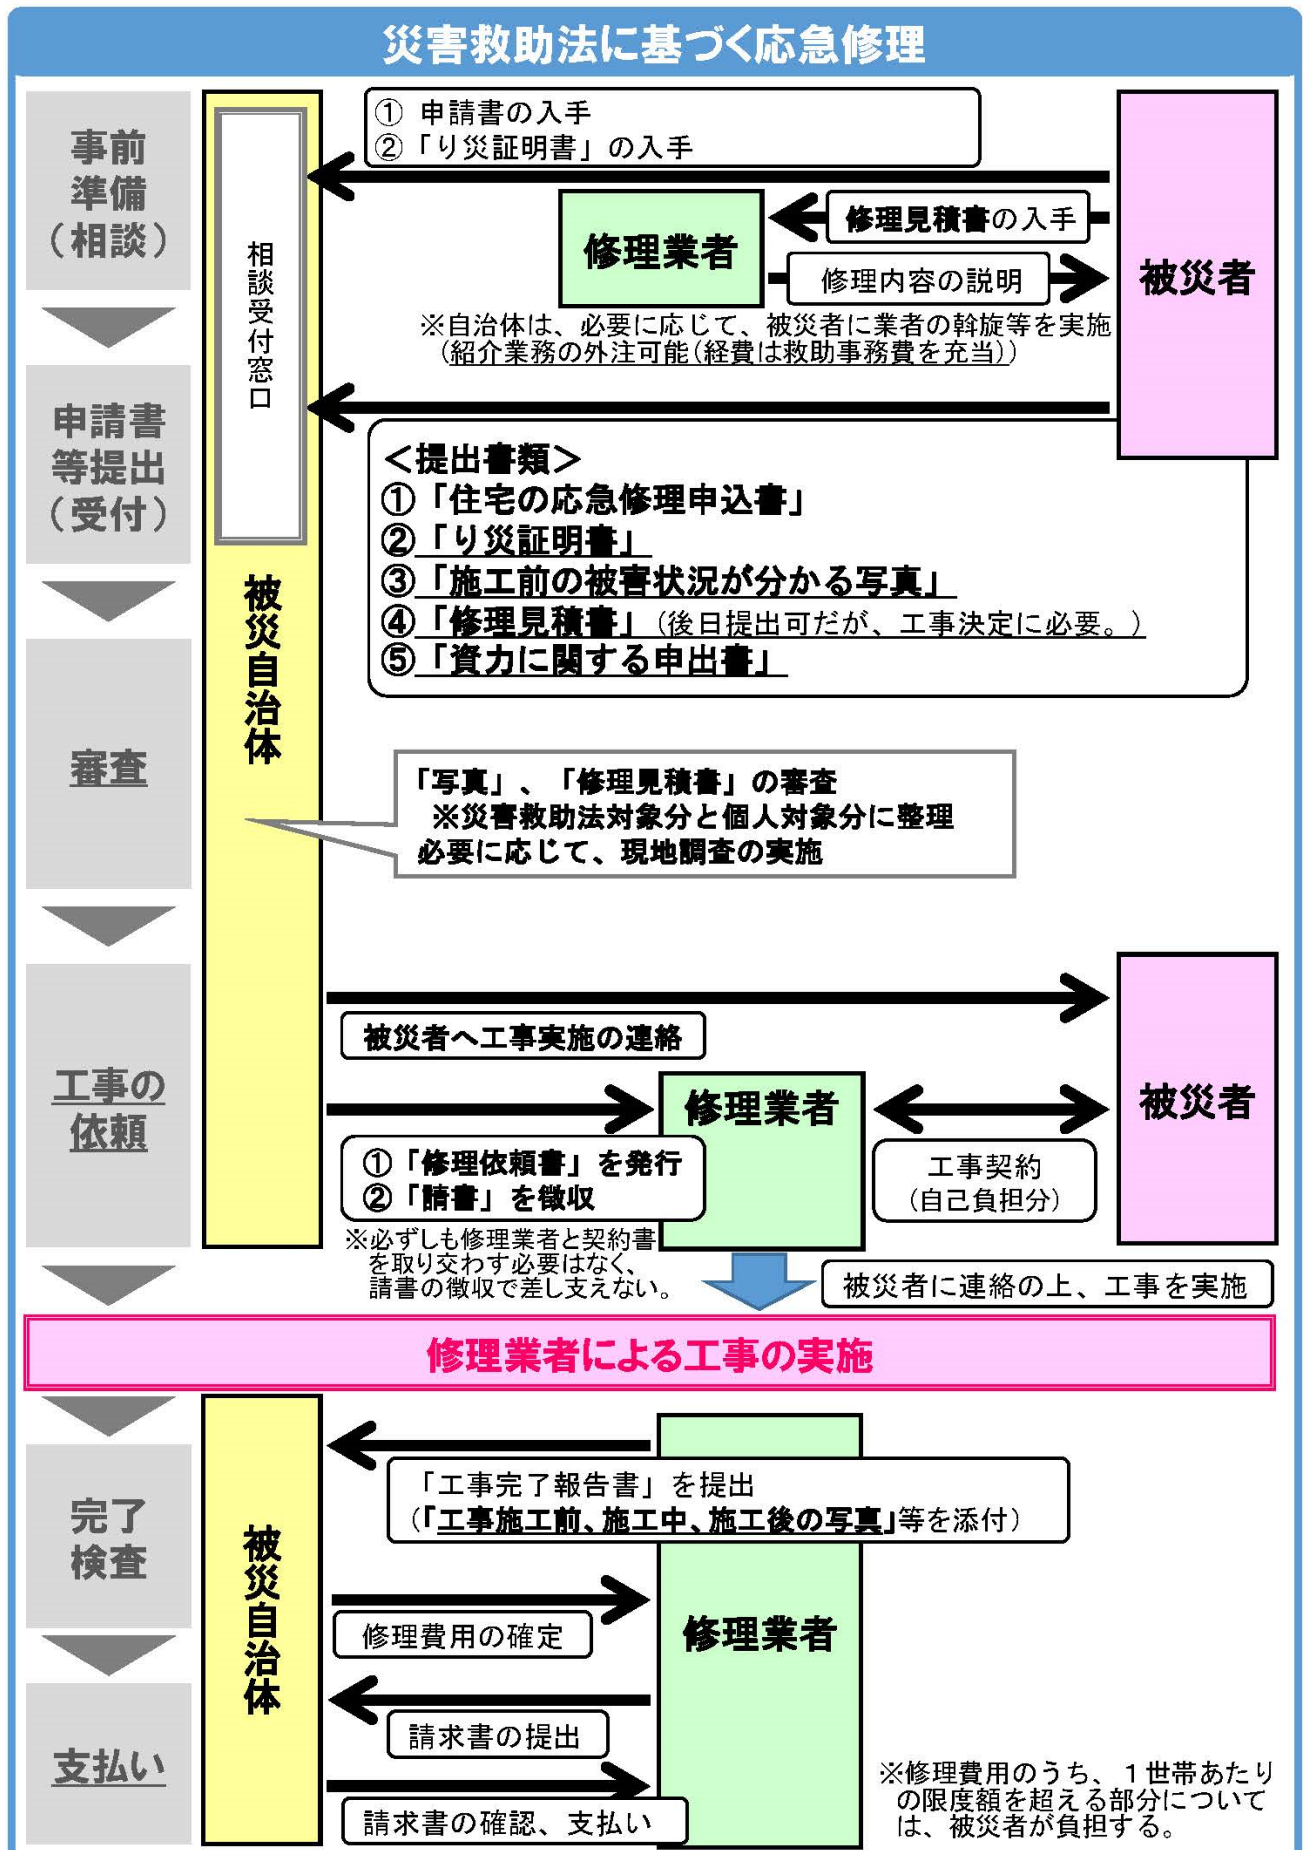 災害救助法に基づく応急修理
事前
準備
（相談）
相談受付窓口
① 申請書の入手
②「り災証明書」の入手
修理業者
修理見積書の入手
修理内容の説明
被災者
※自治体は、必要に応じて、被災者に業者の斡旋等を実施
（紹介業務の外注可能（経費は救助事務費を充当））
申請書
等提出
（受付）
＜提出書類＞
①「住宅の応急修理申込書」
②「り災証明書」
③「施工前の被害状況が分かる写真」
④「修理見積書」（後日提出可だが、工事決定に必要。）
⑤「資力に関する申出書」
被災自治体
審査
「写真」、「修理見積書」の審査
※災害救助法対象分と個人対象分に整理
必要に応じて、現地調査の実施
工事の
依頼
被災者へ工事実施の連絡
修理業者
被災者
①「修理依頼書」を発行
②「請書」を徴収
工事契約
（自己負担分）
※必ずしも修理業者と契約書
を取り交わす必要はなく、
請書の徴収で差し支えない。
被災者に連絡の上、工事を実施
修理業者による工事の実施
完了
検査
被災自治体
「工事完了報告書」を提出
（「工事施工前、施工中、施工後の写真」等を添付）
修理費用の確定
修理業者
支払い
請求書の提出
請求書の確認、支払い
※修理費用のうち、１世帯あたり
の限度額を超える部分について
は、被災者が負担する。